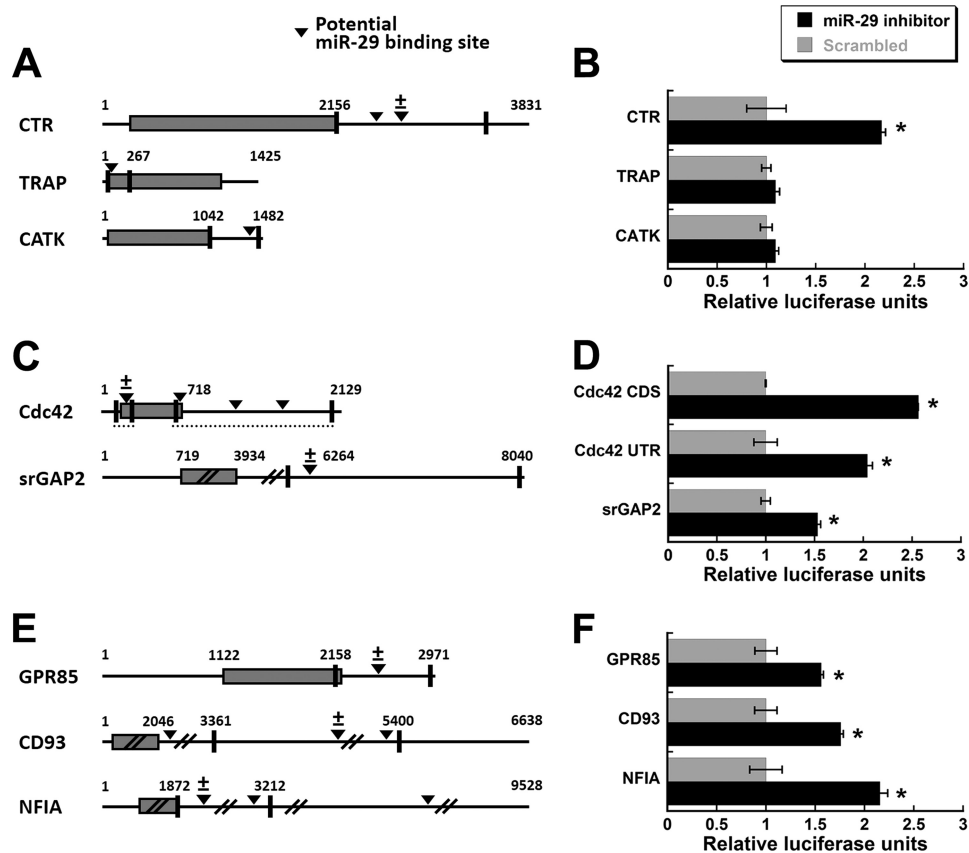 Potential
miR-29 binding site
miR-29 inhibitor
Scrambled
A
1 2156 ± 3831
CTR
1 267 1425
TRAP
1 1042 1482
CATK
B
CTR *
TRAP
CATK
0 0.5 1 1.5 2 2.5 3
Relative luciferase units
C
1 ± 718 2129
Cdc42
1 719 3934 ± 6264 8040
srGAP2
D
Cdc42 CDS *
Cdc42 UTR *
srGAP2 *
0 0.5 1 1.5 2 2.5 3
Relative luciferase units
E
1 1122 2158 ± 2971
GPR85
1 2046 3361 ± 5400 6638
CD93
1 1872 ± 3212 9528
NFIA
F
GPR85 *
CD93 *
NFIA *
0 0.5 1 1.5 2 2.5 3
Relative luciferase units